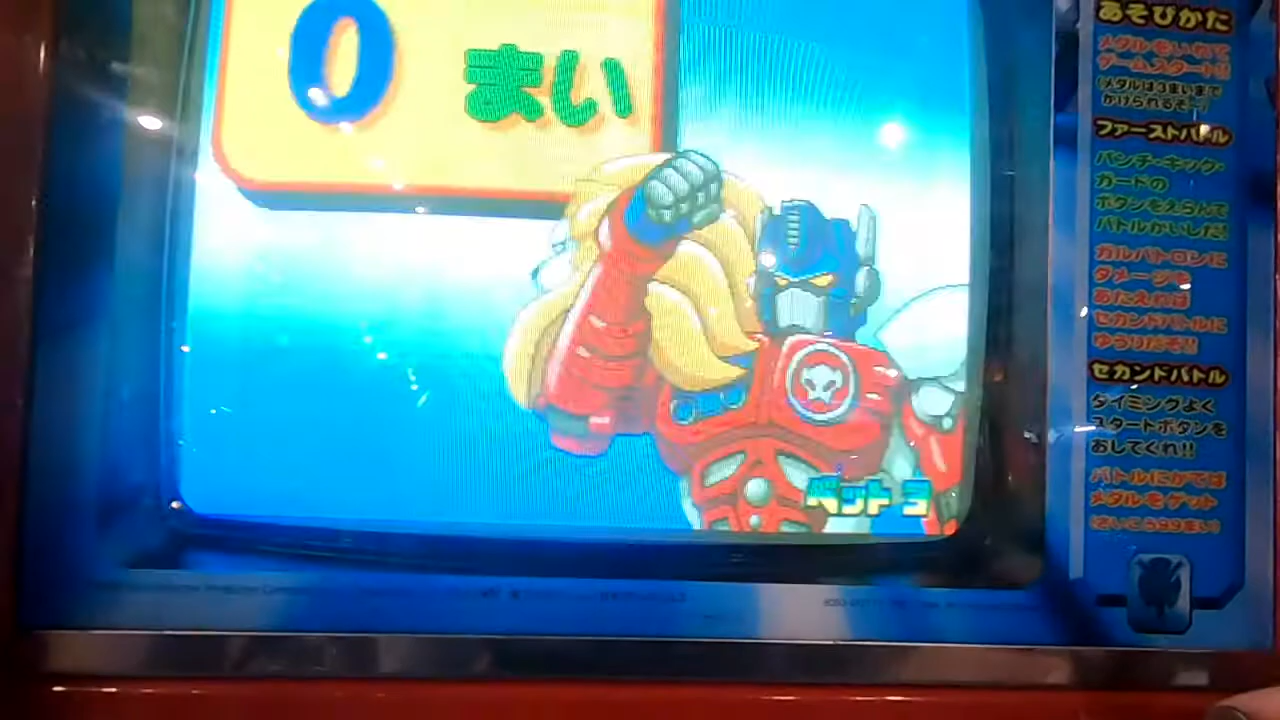 0 まい
ベット 3
あそびかた
メダルをいれて
ゲームスタート!!
(メダルは3まいまで
かけられるぞ〜)
ファーストバトル
パンチ・キック・
ガードの
ボタンをえらんで
バトルかいしだ!
ガルバトロンに
ダメージを
あたえれば
セカンドバトルに
ゆうりだぞ!!
セカンドバトル
タイミングよく
スタートボタンを
おしてくれ!!
バトルにかてば
メダルをゲット
(さいこう99まい)